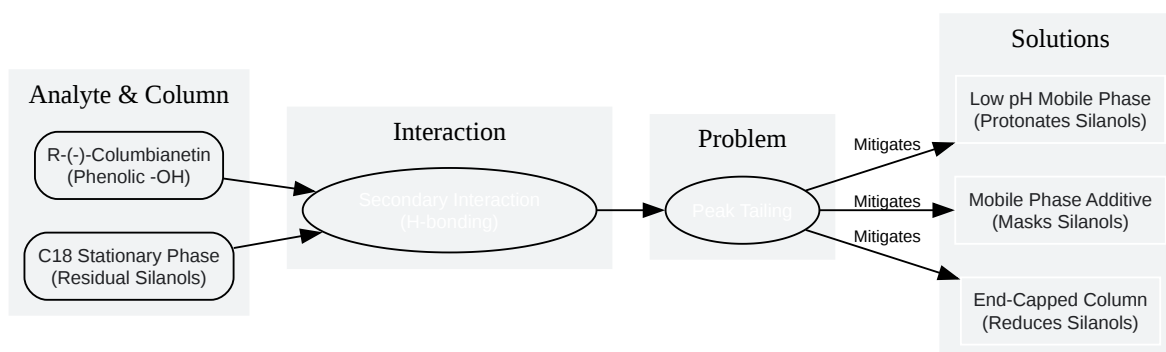 Analyte & Column
R-(-)-Columbianetin
(Phenolic -OH)
C18 Stationary Phase
(Residual Silanols)
Interaction
Secondary Interaction
(H-bonding)
Problem
Peak Tailing
Mitigates
Mitigates
Mitigates
Solutions
Low pH Mobile Phase
(Protonates Silanols)
Mobile Phase Additive
(Masks Silanols)
End-Capped Column
(Reduces Silanols)